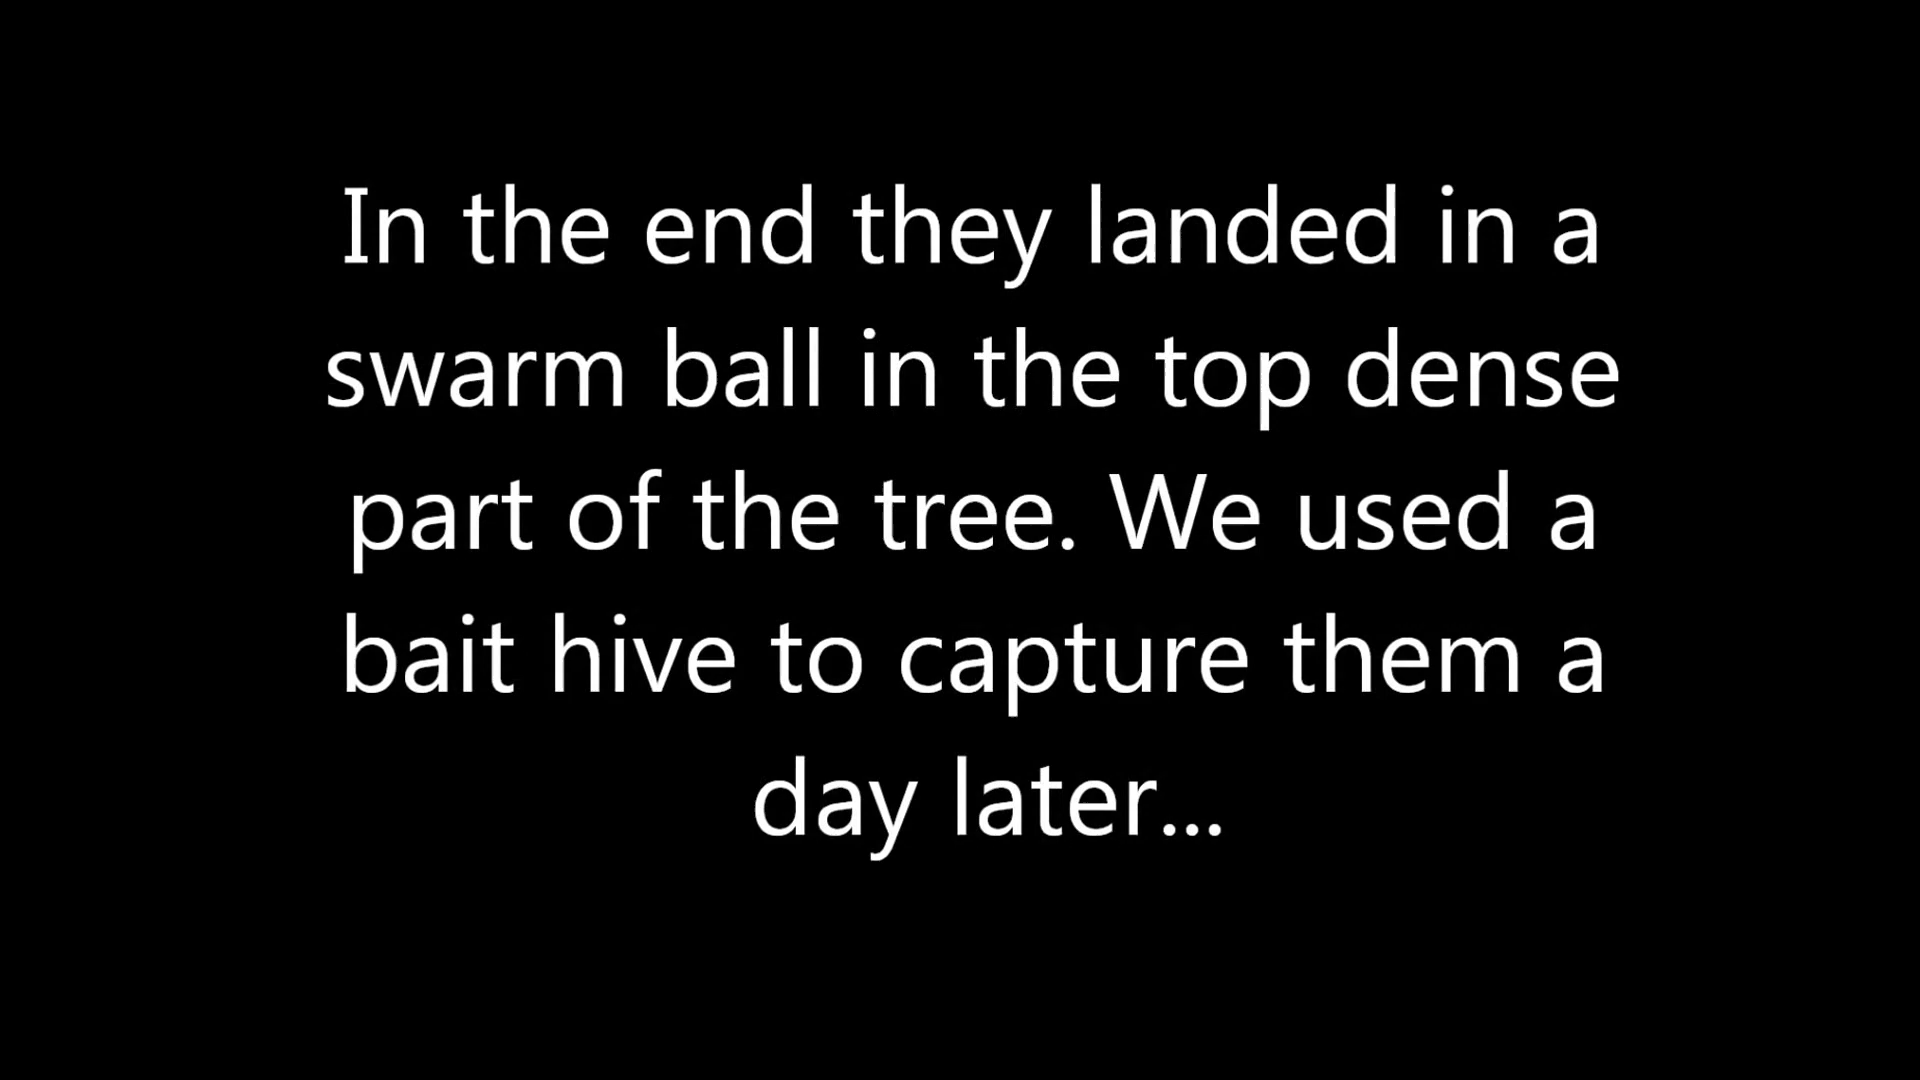 In the end they landed in a
swarm ball in the top dense
part of the tree. We used a
bait hive to capture them a
day later...